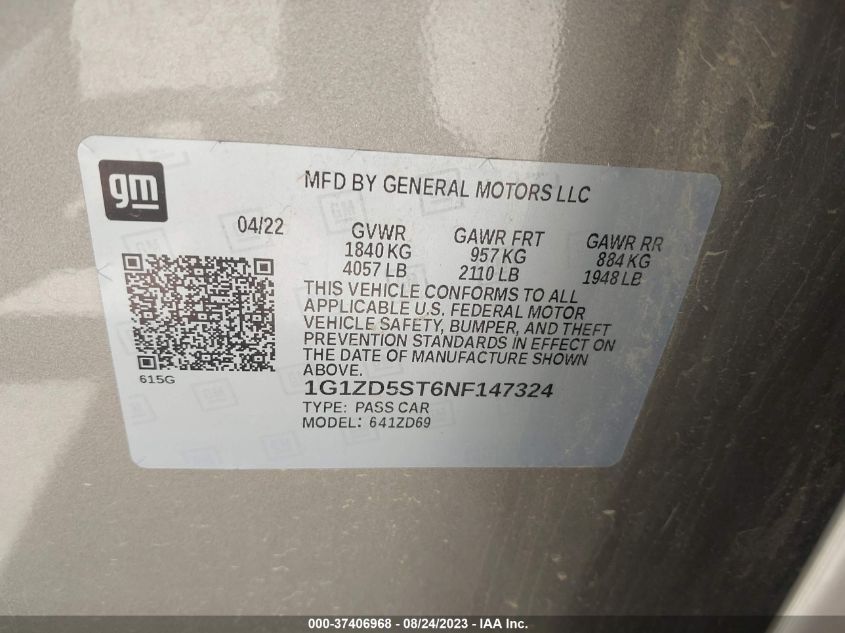 gm
MFD BY GENERAL MOTORS LLC
04/22
GVWR
1840 KG
4057 LB
GAWR FRT
957 KG
2110 LB
GAWR RR
884 KG
1948 LB
THIS VEHICLE CONFORMS TO ALL
APPLICABLE U.S. FEDERAL MOTOR
VEHICLE SAFETY, BUMPER, AND THEFT
PREVENTION STANDARDS IN EFFECT ON
THE DATE OF MANUFACTURE SHOWN
ABOVE.
615G
1G1ZD5ST6NF147324
TYPE: PASS CAR
MODEL: 641ZD69
000-37406968 - 08/24/2023 - IAA Inc.